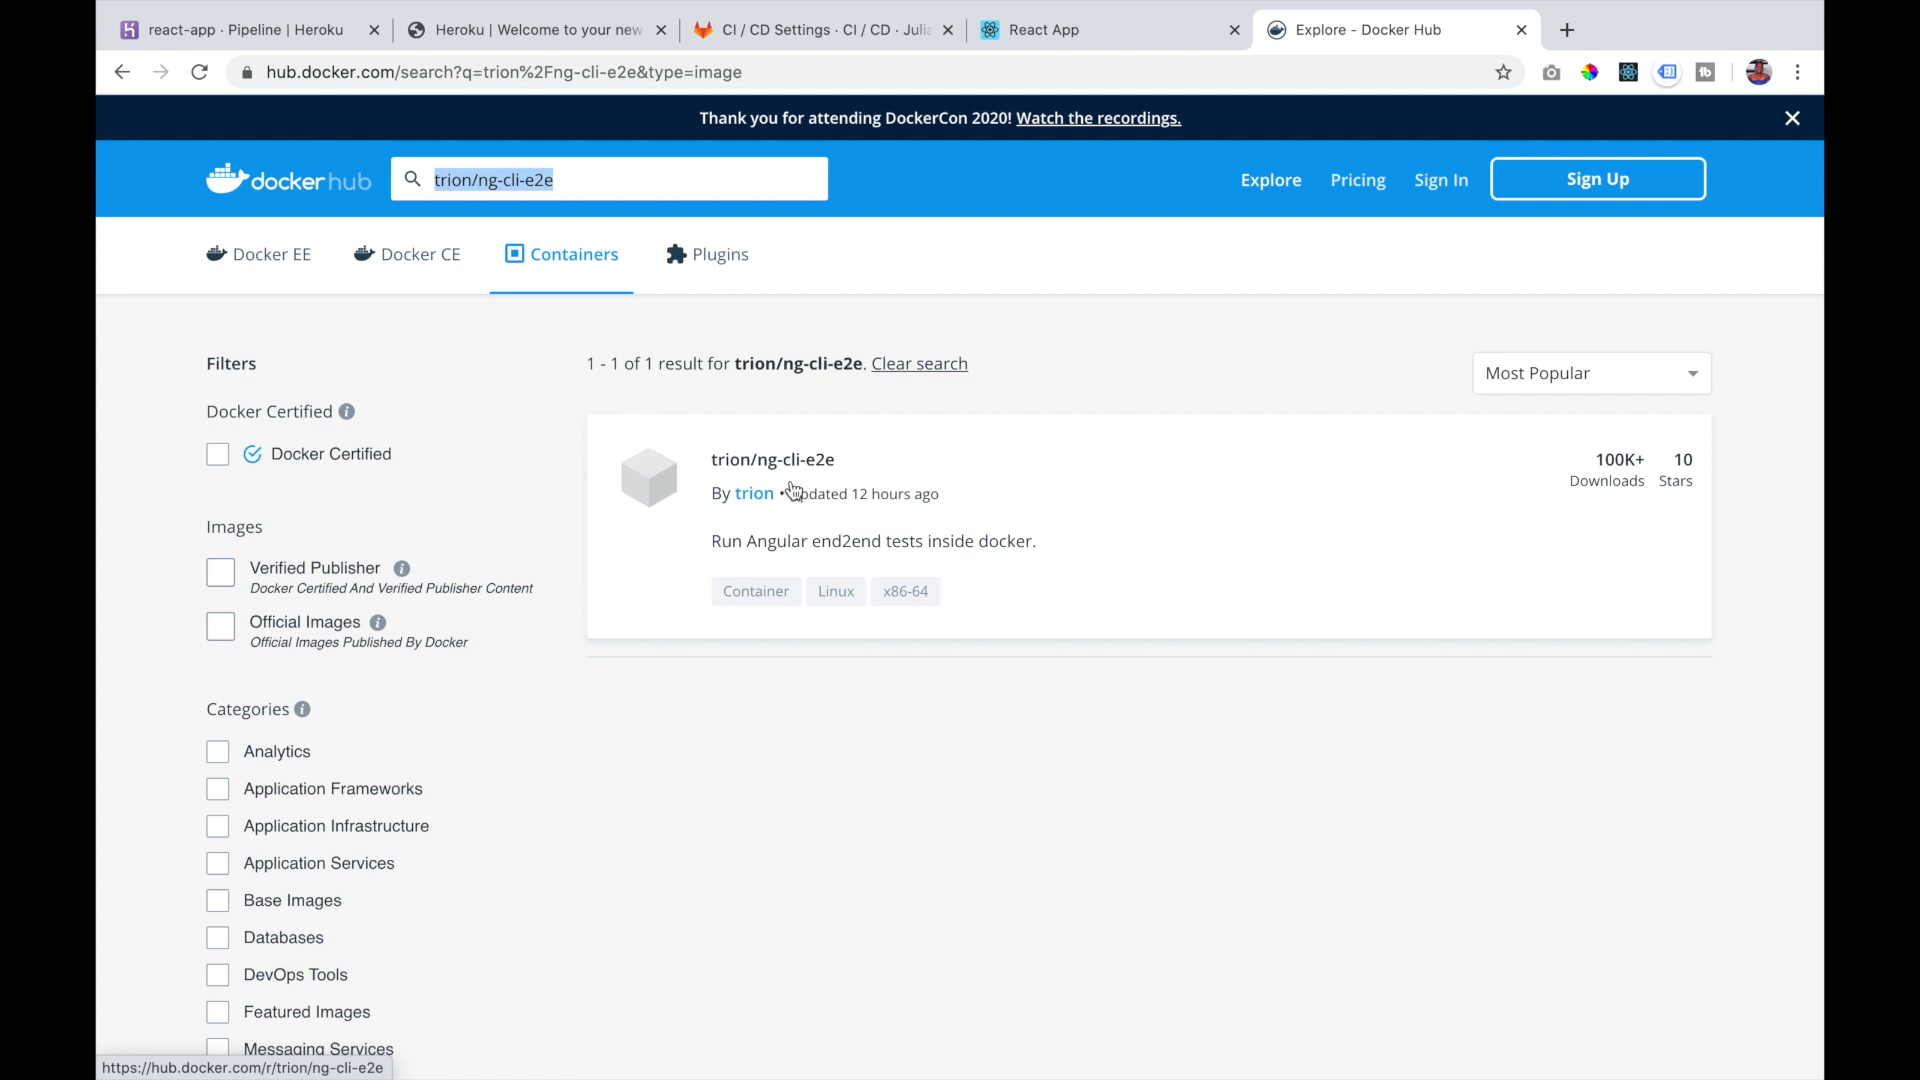 react-app · Pipeline | Heroku
Heroku | Welcome to your new
CI / CD Settings · CI / CD · Julia
React App
Explore - Docker Hub
hub.docker.com/search?q=trion%2Fng-cli-e2e&type=image
Thank you for attending DockerCon 2020! Watch the recordings.
docker hub
trion/ng-cli-e2e
Explore
Pricing
Sign In
Sign Up
Docker EE
Docker CE
Containers
Plugins
Filters
1 - 1 of 1 result for trion/ng-cli-e2e. Clear search
Most Popular
Docker Certified
Docker Certified
trion/ng-cli-e2e
By trion • Updated 12 hours ago
100K+
Downloads
10
Stars
Run Angular end2end tests inside docker.
Container
Linux
x86-64
Images
Verified Publisher
Docker Certified And Verified Publisher Content
Official Images
Official Images Published By Docker
Categories
Analytics
Application Frameworks
Application Infrastructure
Application Services
Base Images
Databases
DevOps Tools
Featured Images
Messaging Services
https://hub.docker.com/r/trion/ng-cli-e2e